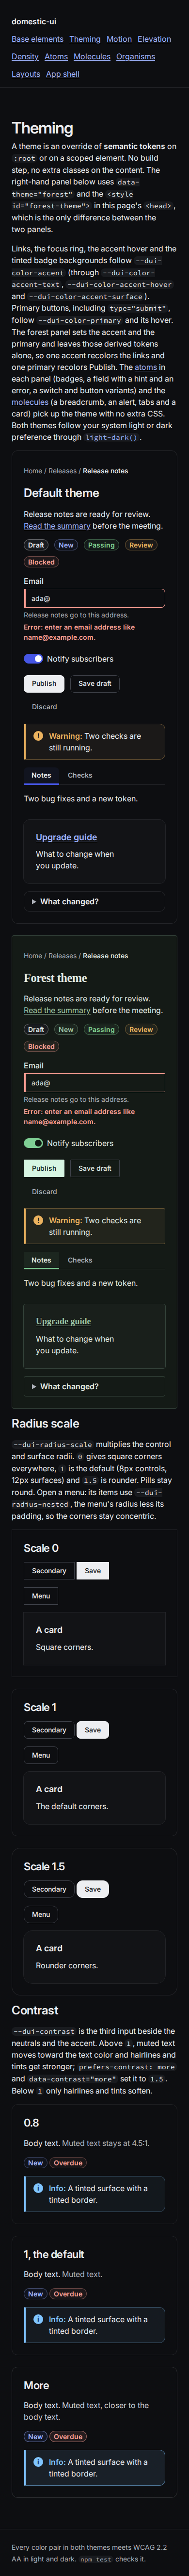 domestic-ui
Base elements Theming Motion Elevation
Density Atoms Molecules Organisms
Layouts App shell
Theming
A theme is an override of semantic tokens on
:root or on a scoped element. No build
step, no extra classes on the content. The
right-hand panel below uses data-
theme="forest" and the <style
id="forest-theme"> in this page's <head>,
which is the only difference between the
two panels.
Links, the focus ring, the accent hover and the
tinted badge backgrounds follow --dui-
color-accent (through --dui-color-
accent-text, --dui-color-accent-hover
and --dui-color-accent-surface).
Primary buttons, including type="submit",
follow --dui-color-primary and its hover.
The forest panel sets the accent and the
primary and leaves those derived tokens
alone, so one accent recolors the links and
one primary recolors Publish. The atoms in
each panel (badges, a field with a hint and an
error, a switch and button variants) and the
molecules (a breadcrumb, an alert, tabs and a
card) pick up the theme with no extra CSS.
Both themes follow your system light or dark
preference through light-dark().
Home / Releases / Release notes
Default theme
Release notes are ready for review.
Read the summary before the meeting.
Draft New Passing Review
Blocked
Email
ada@
Release notes go to this address.
Error: enter an email address like
name@example.com.
Notify subscribers
Publish Save draft
Discard
Warning: Two checks are
still running.
Notes Checks
Two bug fixes and a new token.
Upgrade guide
What to change when
you update.
What changed?
Home / Releases / Release notes
Forest theme
Release notes are ready for review.
Read the summary before the meeting.
Draft New Passing Review
Blocked
Email
ada@
Release notes go to this address.
Error: enter an email address like
name@example.com.
Notify subscribers
Publish Save draft
Discard
Warning: Two checks are
still running.
Notes Checks
Two bug fixes and a new token.
Upgrade guide
What to change when
you update.
What changed?
Radius scale
--dui-radius-scale multiplies the control
and surface radii. 0 gives square corners
everywhere, 1 is the default (8px controls,
12px surfaces) and 1.5 is rounder. Pills stay
round. Open a menu: its items use --dui-
radius-nested, the menu's radius less its
padding, so the corners stay concentric.
Scale 0
Secondary Save
Menu
A card
Square corners.
Scale 1
Secondary Save
Menu
A card
The default corners.
Scale 1.5
Secondary Save
Menu
A card
Rounder corners.
Contrast
--dui-contrast is the third input beside the
neutrals and the accent. Above 1, muted text
moves toward the text color and hairlines and
tints get stronger; prefers-contrast: more
and data-contrast="more" set it to 1.5.
Below 1 only hairlines and tints soften.
0.8
Body text. Muted text stays at 4.5:1.
New Overdue
Info: A tinted surface with a
tinted border.
1, the default
Body text. Muted text.
New Overdue
Info: A tinted surface with a
tinted border.
More
Body text. Muted text, closer to the
body text.
New Overdue
Info: A tinted surface with a
tinted border.
Every color pair in both themes meets WCAG 2.2
AA in light and dark. npm test checks it.